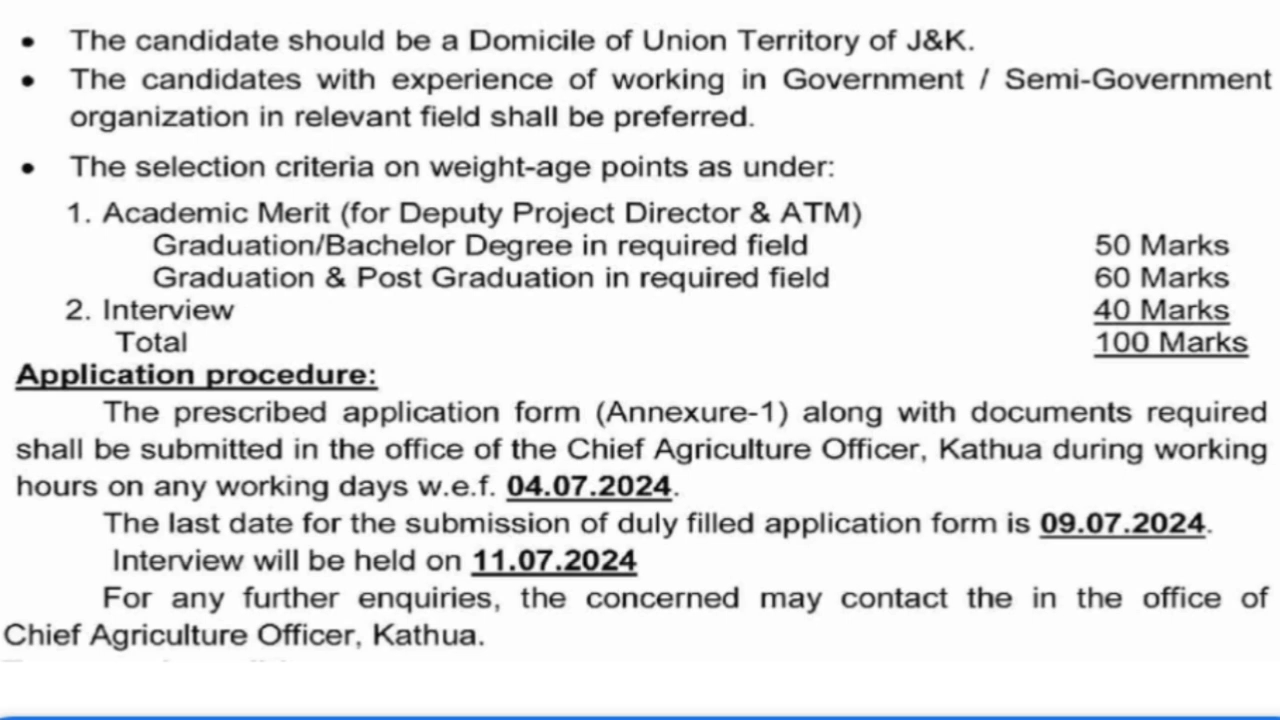 • The candidate should be a Domicile of Union Territory of J&K.
• The candidates with experience of working in Government / Semi-Government
organization in relevant field shall be preferred.
• The selection criteria on weight-age points as under:
1. Academic Merit (for Deputy Project Director & ATM)
Graduation/Bachelor Degree in required field 50 Marks
Graduation & Post Graduation in required field 60 Marks
2. Interview 40 Marks
Total 100 Marks
Application procedure:
The prescribed application form (Annexure-1) along with documents required
shall be submitted in the office of the Chief Agriculture Officer, Kathua during working
hours on any working days w.e.f. 04.07.2024.
The last date for the submission of duly filled application form is 09.07.2024.
Interview will be held on 11.07.2024
For any further enquiries, the concerned may contact the in the office of
Chief Agriculture Officer, Kathua.